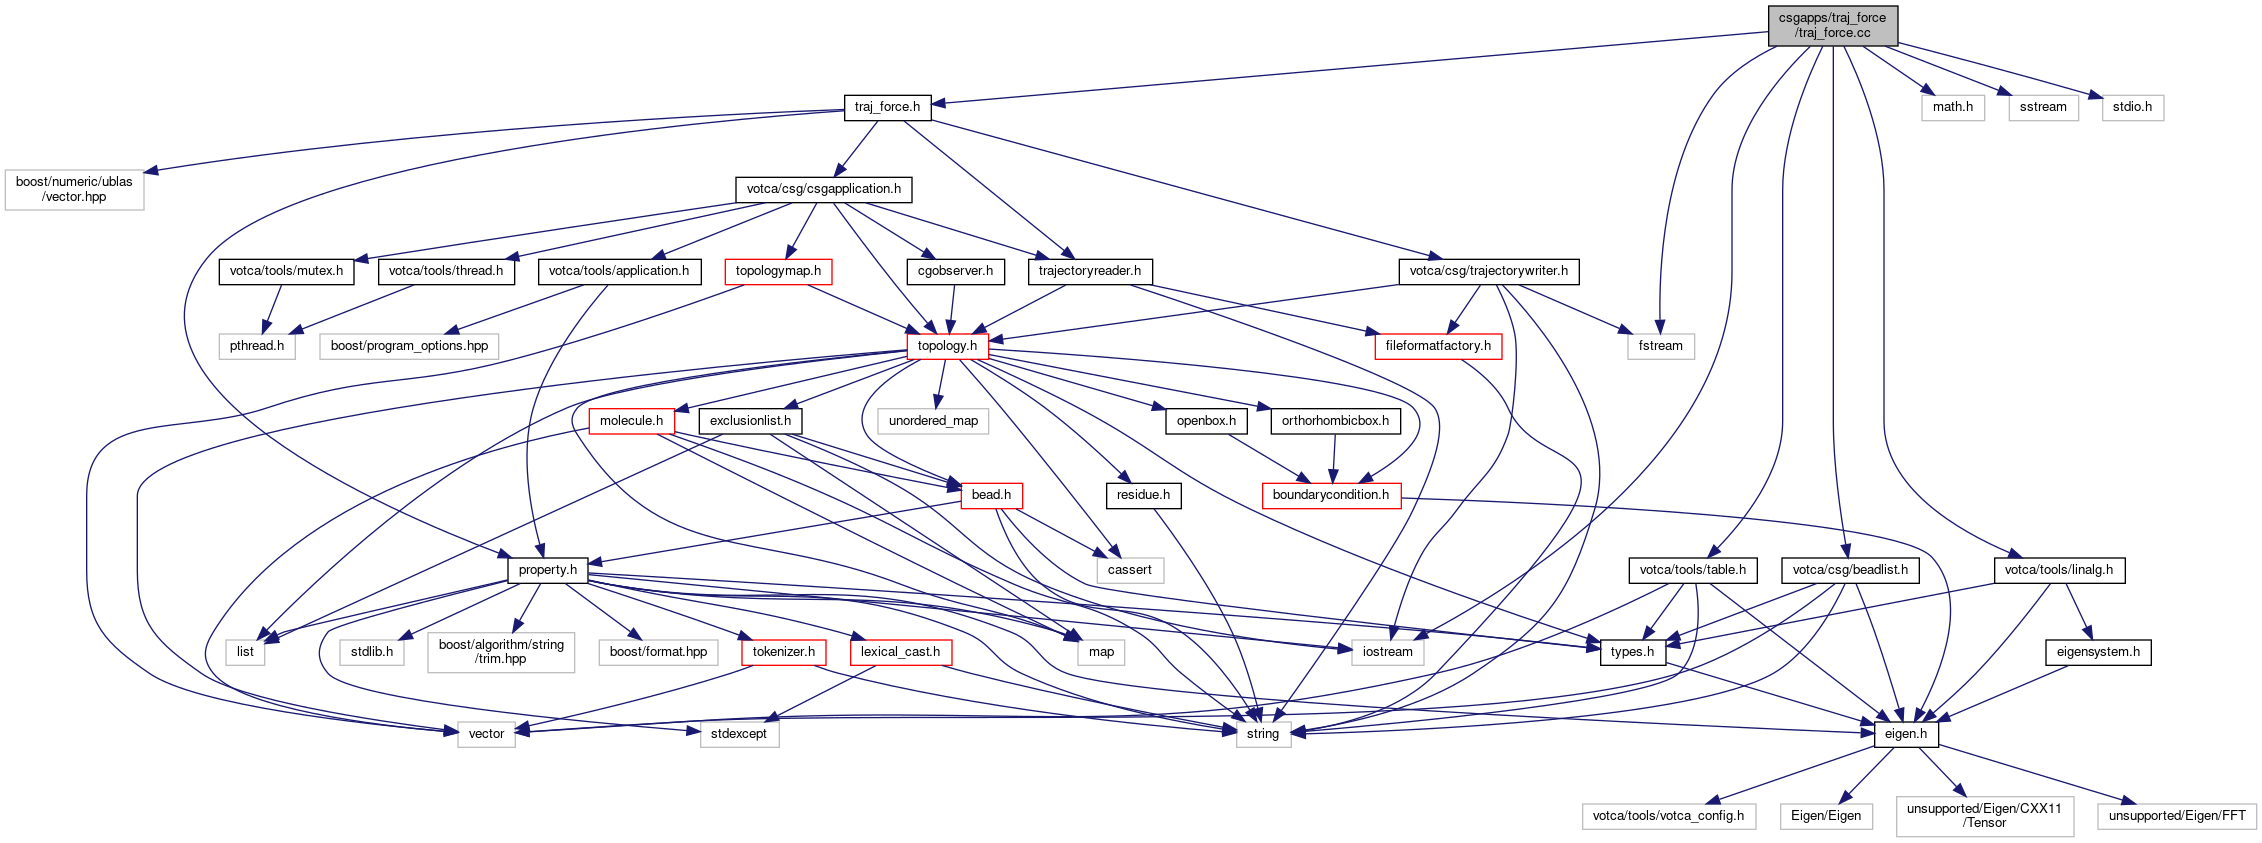 csgapps/traj_force
/traj_force.cc
traj_force.h
math.h
sstream
stdio.h
boost/numeric/ublas
/vector.hpp
votca/csg/csgapplication.h
votca/tools/mutex.h
votca/tools/thread.h
votca/tools/application.h
topologymap.h
cgobserver.h
trajectoryreader.h
votca/csg/trajectorywriter.h
pthread.h
boost/program_options.hpp
topology.h
fileformatfactory.h
fstream
molecule.h
exclusionlist.h
unordered_map
openbox.h
orthorhombicbox.h
bead.h
residue.h
boundarycondition.h
property.h
cassert
votca/tools/table.h
votca/csg/beadlist.h
votca/tools/linalg.h
list
stdlib.h
boost/algorithm/string
/trim.hpp
boost/format.hpp
tokenizer.h
lexical_cast.h
map
iostream
types.h
eigensystem.h
vector
stdexcept
string
eigen.h
votca/tools/votca_config.h
Eigen/Eigen
unsupported/Eigen/CXX11
/Tensor
unsupported/Eigen/FFT